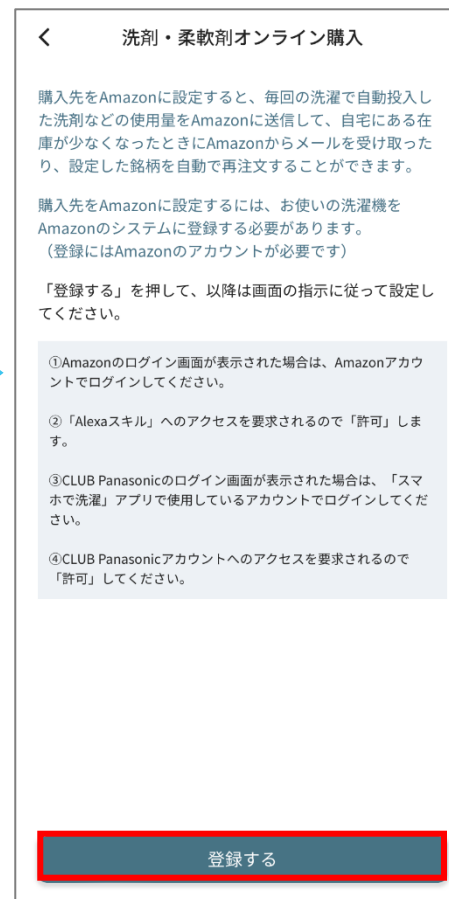 洗剤・柔軟剤オンライン購入
購入先をAmazonに設定すると、毎回の洗濯で自動投入し
た洗剤などの使用量をAmazonに送信して、自宅にある在
庫が少なくなったときにAmazonからメールを受け取った
り、設定した銘柄を自動で再注文することができます。
購入先をAmazonに設定するには、お使いの洗濯機を
Amazonのシステムに登録する必要があります。
（登録にはAmazonのアカウントが必要です）
「登録する」を押して、以降は画面の指示に従って設定し
てください。
①Amazonのログイン画面が表示された場合は、Amazonアカウ
ントでログインしてください。
②「Alexaスキル」へのアクセスを要求されるので「許可」しま
す。
③CLUB Panasonicのログイン画面が表示された場合は、「スマ
ホで洗濯」アプリで使用しているアカウントでログインしてくだ
さい。
④CLUB Panasonicアカウントへのアクセスを要求されるので
「許可」してください。
登録する